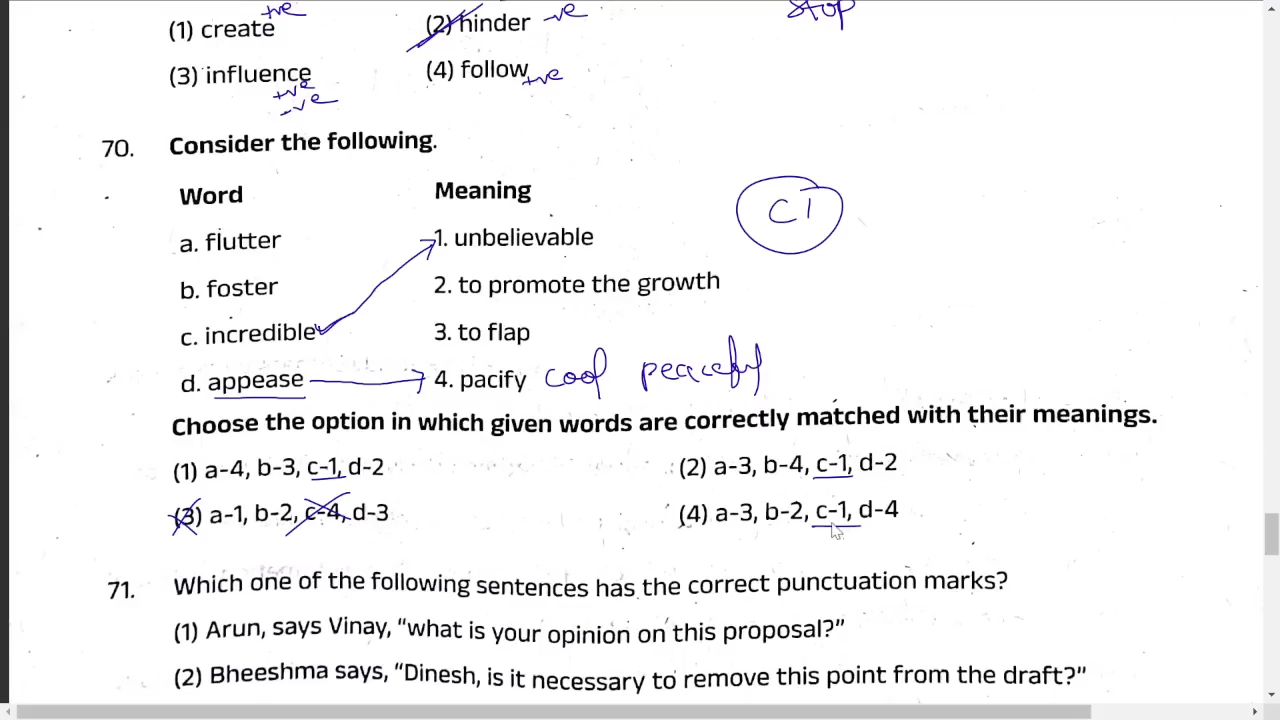 +ve
stop
(1) create (2) hinder -ve
(3) influence (4) follow +ve
+ve
-ve
70. Consider the following.
Word Meaning
CT
a. flutter 1. unbelievable
b. foster 2. to promote the growth
c. incredible 3. to flap
d. appease 4. pacify cool peaceful
Choose the option in which given words are correctly matched with their meanings.
(1) a-4, b-3, c-1, d-2 (2) a-3, b-4, c-1, d-2
(3) a-1, b-2, c-4, d-3 (4) a-3, b-2, c-1, d-4
71. Which one of the following sentences has the correct punctuation marks?
(1) Arun, says Vinay, “what is your opinion on this proposal?”
(2) Bheeshma says, “Dinesh, is it necessary to remove this point from the draft?”